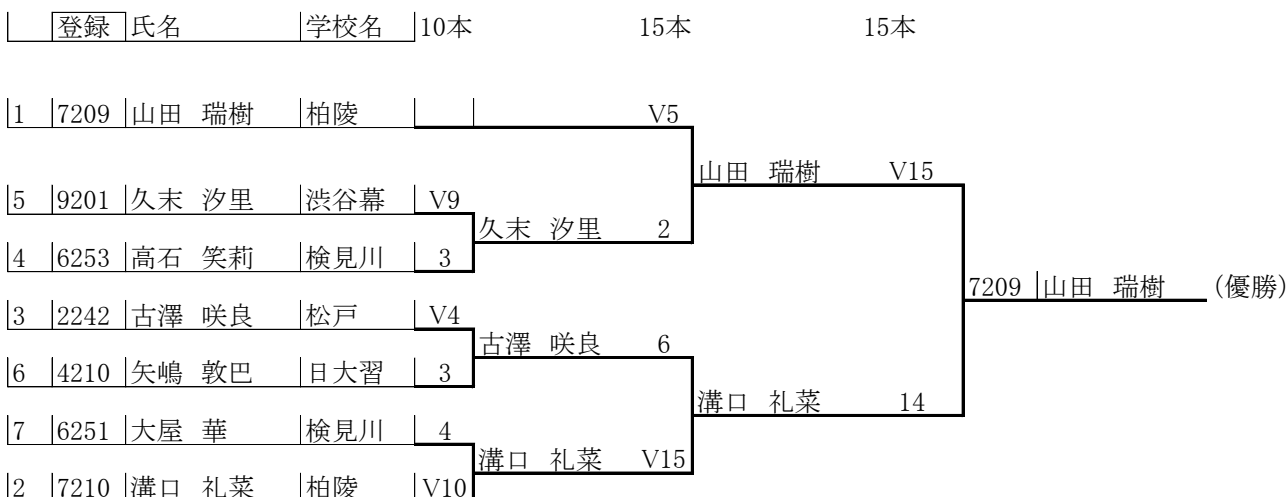 登録 氏名 学校名 10本 15本 15本
1 7209 山田 瑞樹 柏陵 V5
山田 瑞樹 V15
5 9201 久末 汐里 渋谷幕 V9
久末 汐里 2
4 6253 高石 笑莉 検見川 3
7209 山田 瑞樹 (優勝)
3 2242 古澤 咲良 松戸 V4
古澤 咲良 6
6 4210 矢嶋 敦巴 日大習 3
溝口 礼菜 14
7 6251 大屋 華 検見川 4
溝口 礼菜 V15
2 7210 溝口 礼菜 柏陵 V10